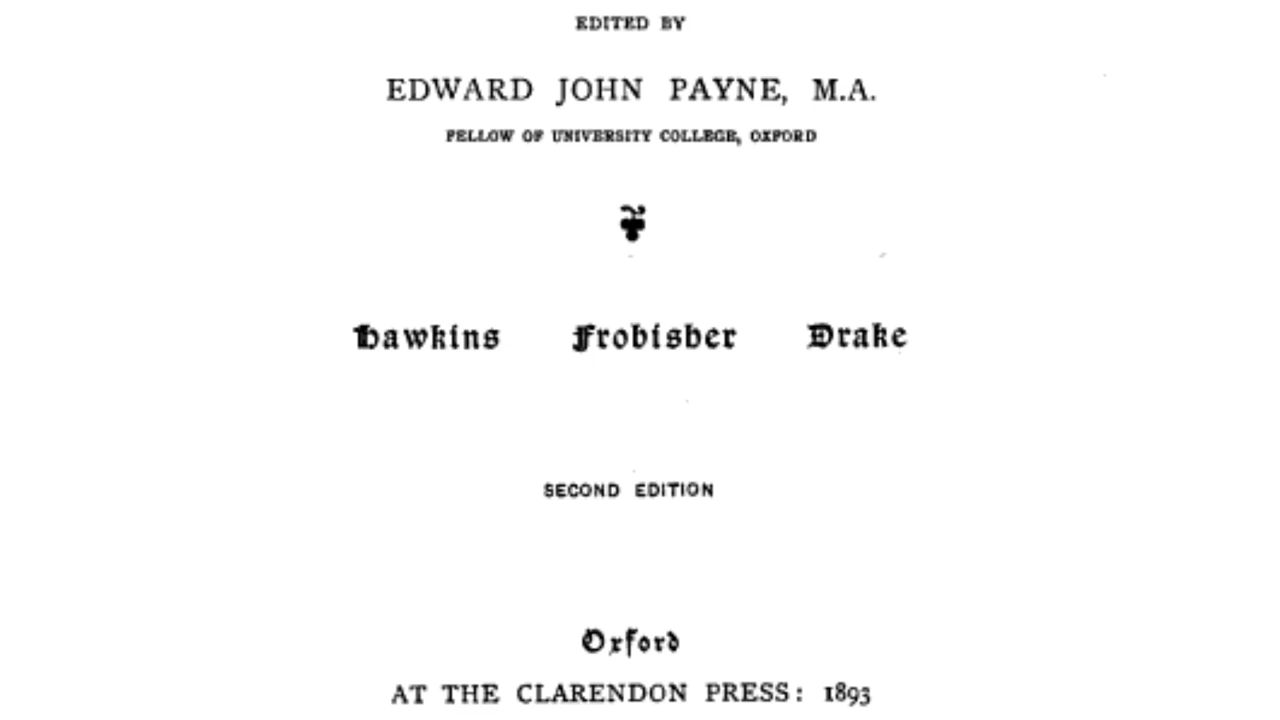 EDITED BY
EDWARD JOHN PAYNE, M.A.
FELLOW OF UNIVERSITY COLLEGE, OXFORD
Hawkins Frobisher Drake
SECOND EDITION
Oxford
AT THE CLARENDON PRESS: 1893